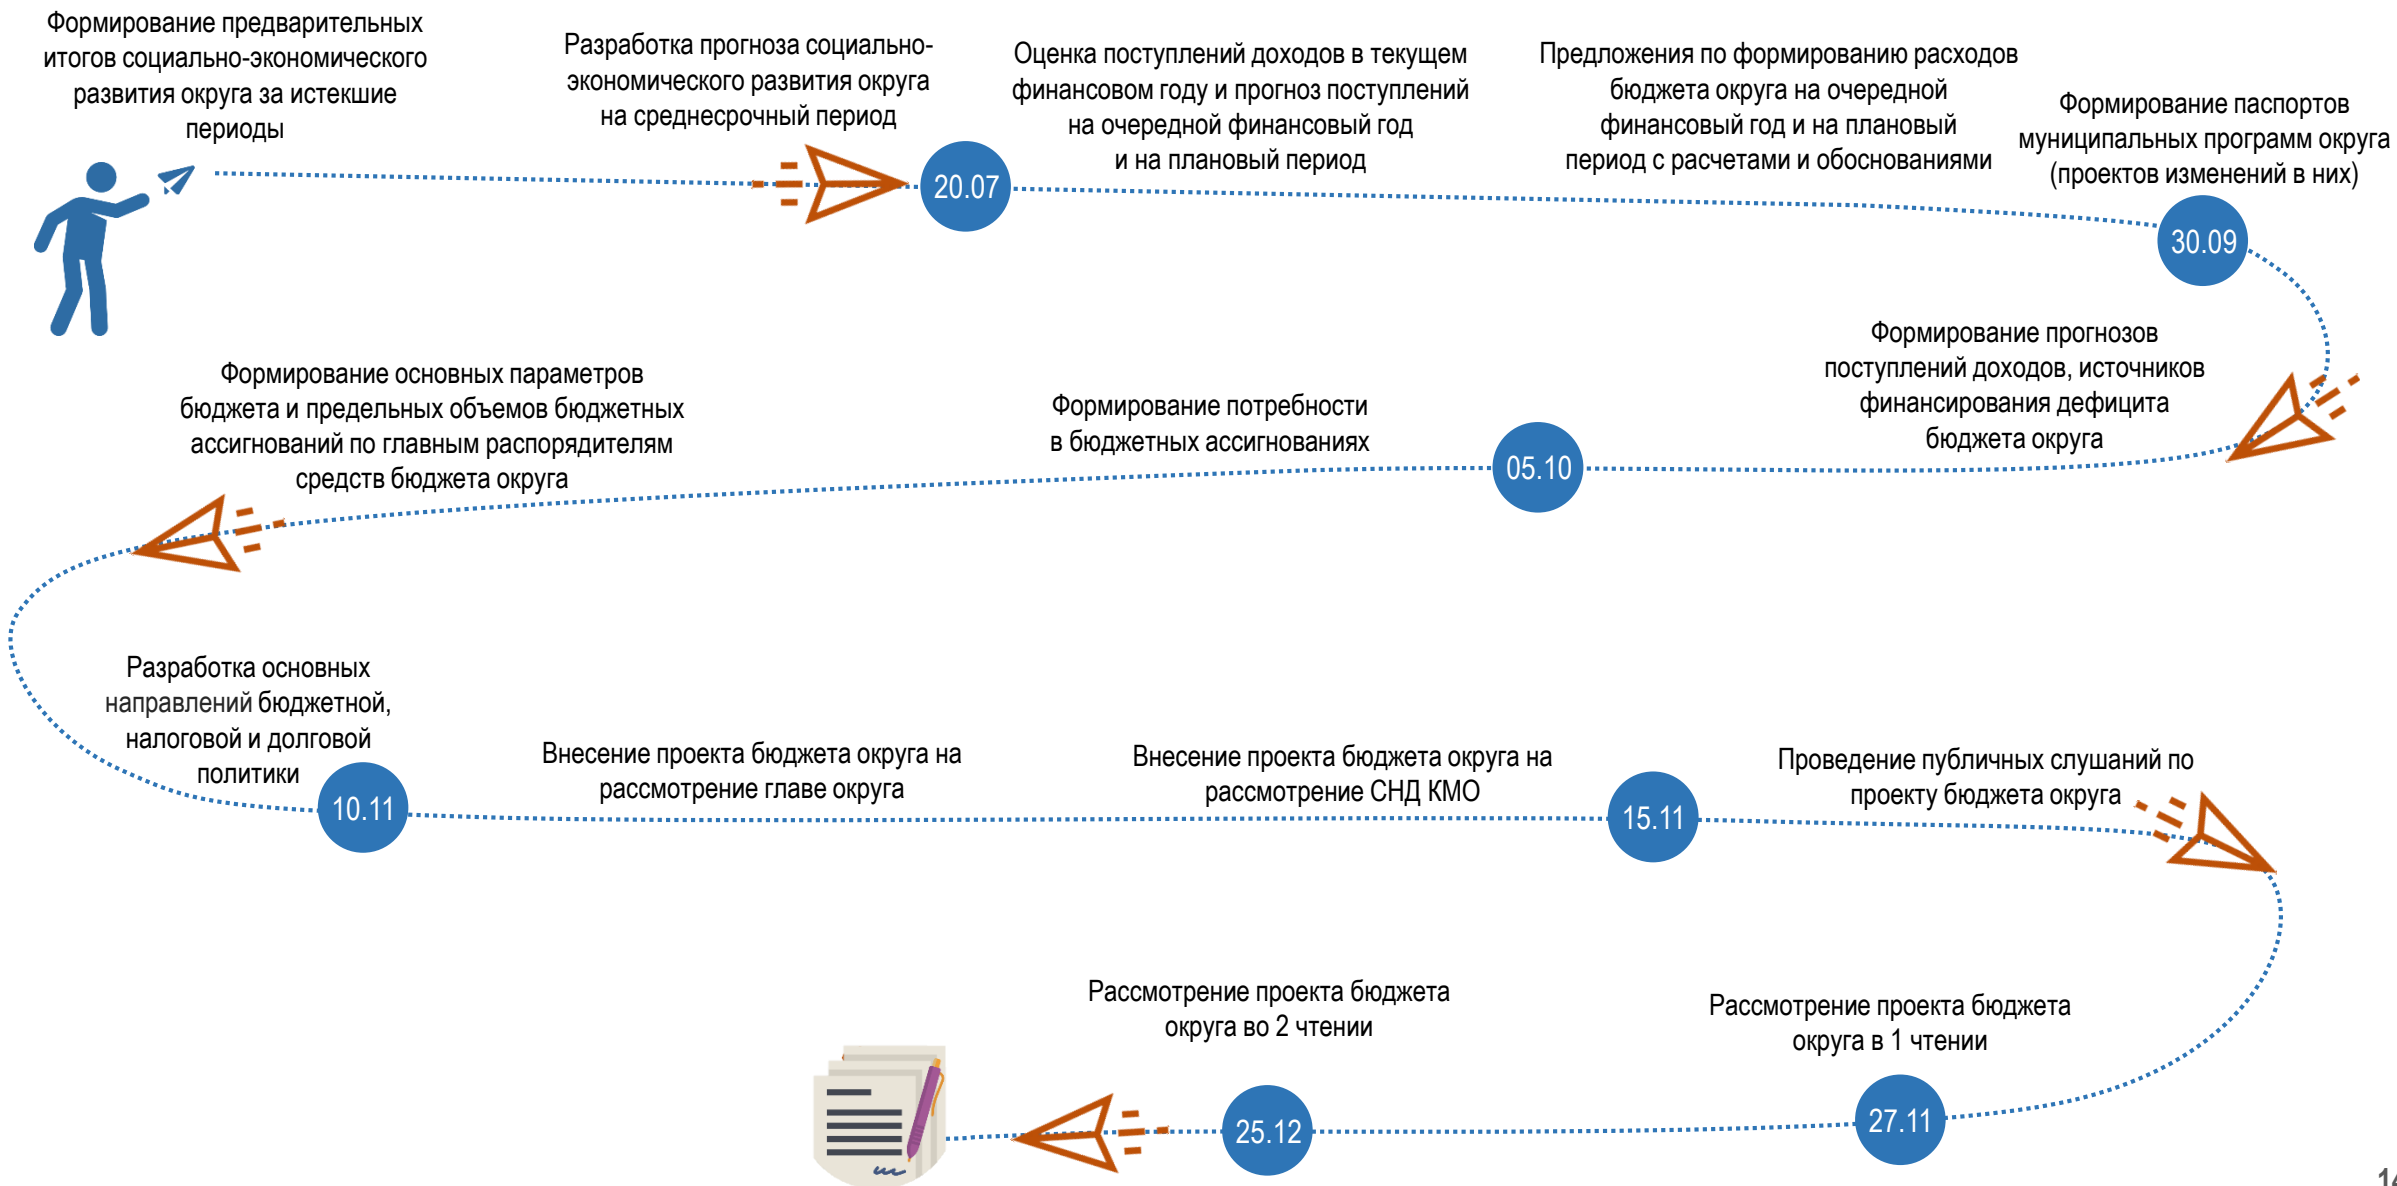 Формирование предварительных
итогов социально-экономического
развития округа за истекшие
периоды
Разработка прогноза социально-
экономического развития округа
на среднесрочный период
20.07
Оценка поступлений доходов в текущем
финансовом году и прогноз поступлений
на очередной финансовый год
и на плановый период
Предложения по формированию расходов
бюджета округа на очередной
финансовый год и на плановый
период с расчетами и обоснованиями
Формирование паспортов
муниципальных программ округа
(проектов изменений в них)
30.09
Формирование прогнозов
поступлений доходов, источников
финансирования дефицита
бюджета округа
05.10
Формирование потребности
в бюджетных ассигнованиях
Формирование основных параметров
бюджета и предельных объемов бюджетных
ассигнований по главным распорядителям
средств бюджета округа
Разработка основных
направлений бюджетной,
налоговой и долговой
политики
10.11
Внесение проекта бюджета округа на
рассмотрение главе округа
Внесение проекта бюджета округа на
рассмотрение СНД КМО
15.11
Проведение публичных слушаний по
проекту бюджета округа
Рассмотрение проекта бюджета
округа в 1 чтении
27.11
Рассмотрение проекта бюджета
округа во 2 чтении
25.12